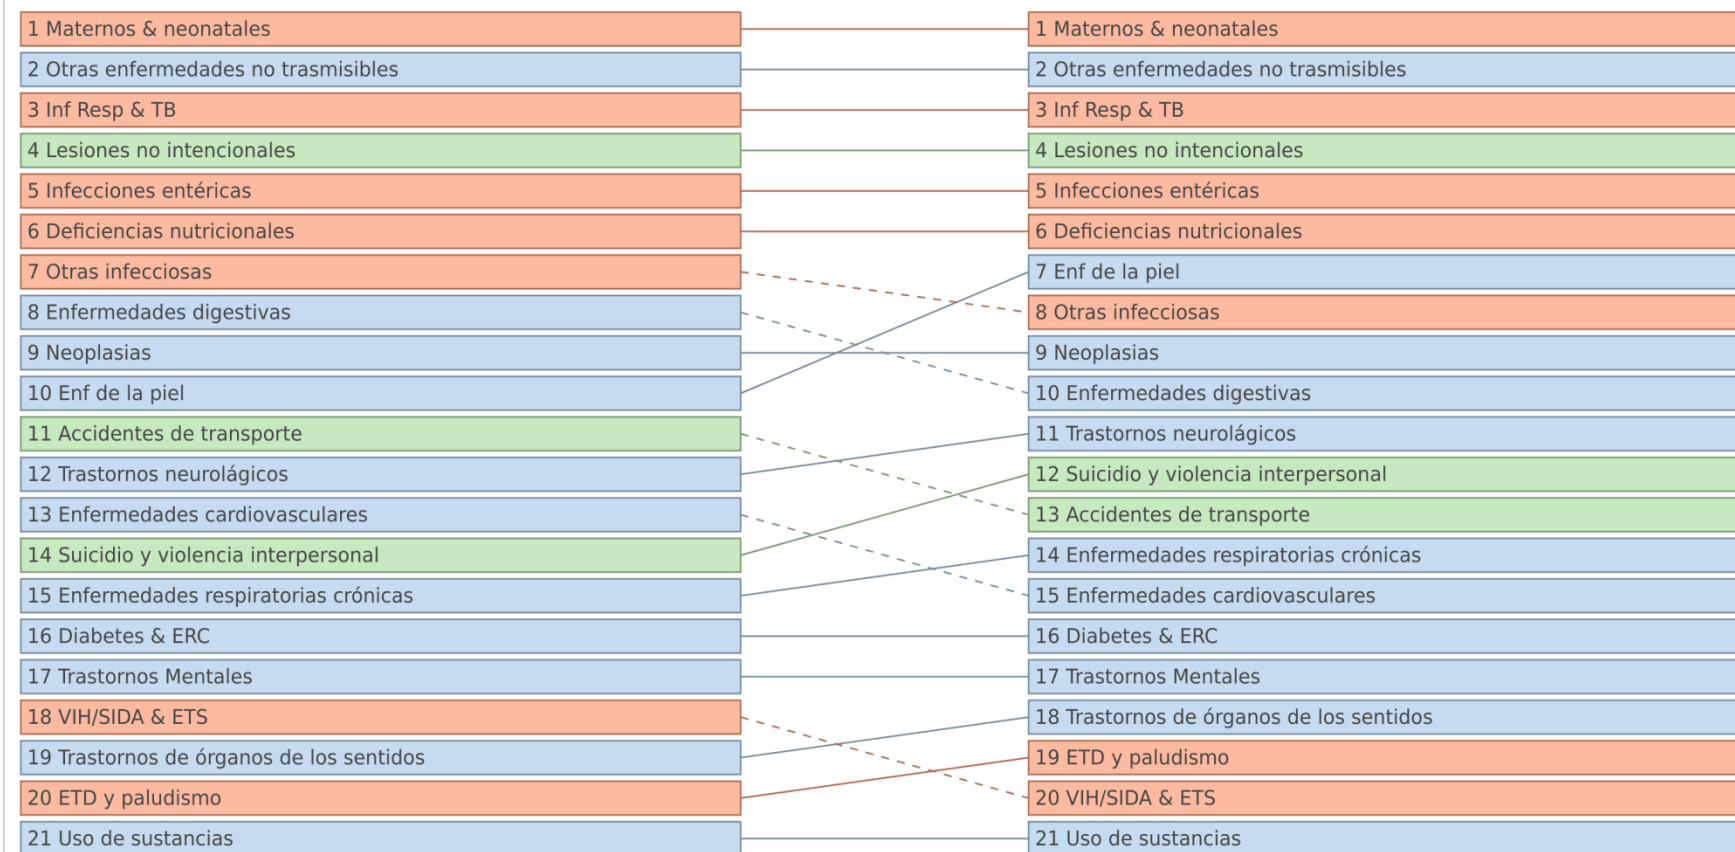 1 Maternos & neonatales
2 Otras enfermedades no trasmisibles
3 Inf Resp & TB
4 Lesiones no intencionales
5 Infecciones entéricas
6 Deficiencias nutricionales
7 Otras infecciosas
8 Enfermedades digestivas
9 Neoplasias
10 Enf de la piel
11 Accidentes de transporte
12 Trastornos neurolágicos
13 Enfermedades cardiovasculares
14 Suicidio y violencia interpersonal
15 Enfermedades respiratorias crónicas
16 Diabetes & ERC
17 Trastornos Mentales
18 VIH/SIDA & ETS
19 Trastornos de órganos de los sentidos
20 ETD y paludismo
21 Uso de sustancias
1 Maternos & neonatales
2 Otras enfermedades no trasmisibles
3 Inf Resp & TB
4 Lesiones no intencionales
5 Infecciones entéricas
6 Deficiencias nutricionales
7 Enf de la piel
8 Otras infecciosas
9 Neoplasias
10 Enfermedades digestivas
11 Trastornos neurolágicos
12 Suicidio y violencia interpersonal
13 Accidentes de transporte
14 Enfermedades respiratorias crónicas
15 Enfermedades cardiovasculares
16 Diabetes & ERC
17 Trastornos Mentales
18 Trastornos de órganos de los sentidos
19 ETD y paludismo
20 VIH/SIDA & ETS
21 Uso de sustancias